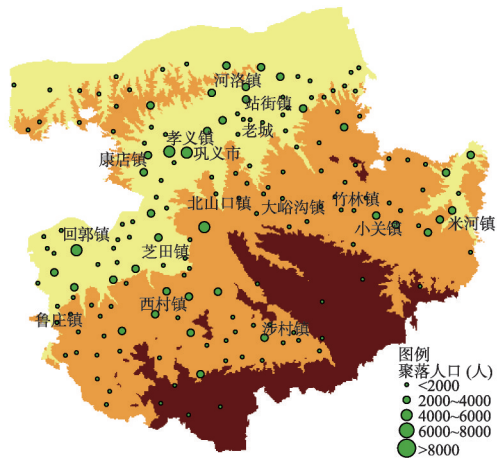 河洛镇
站街镇
老城
孝义镇
康店镇
巩义市
北山口镇
大峪沟镇
竹林镇
小关镇
米河镇
回郭镇
芝田镇
西村镇
鲁庄镇
涉村镇
图例
聚落人口 (人)
<2000
2000~4000
4000~6000
6000~8000
>8000